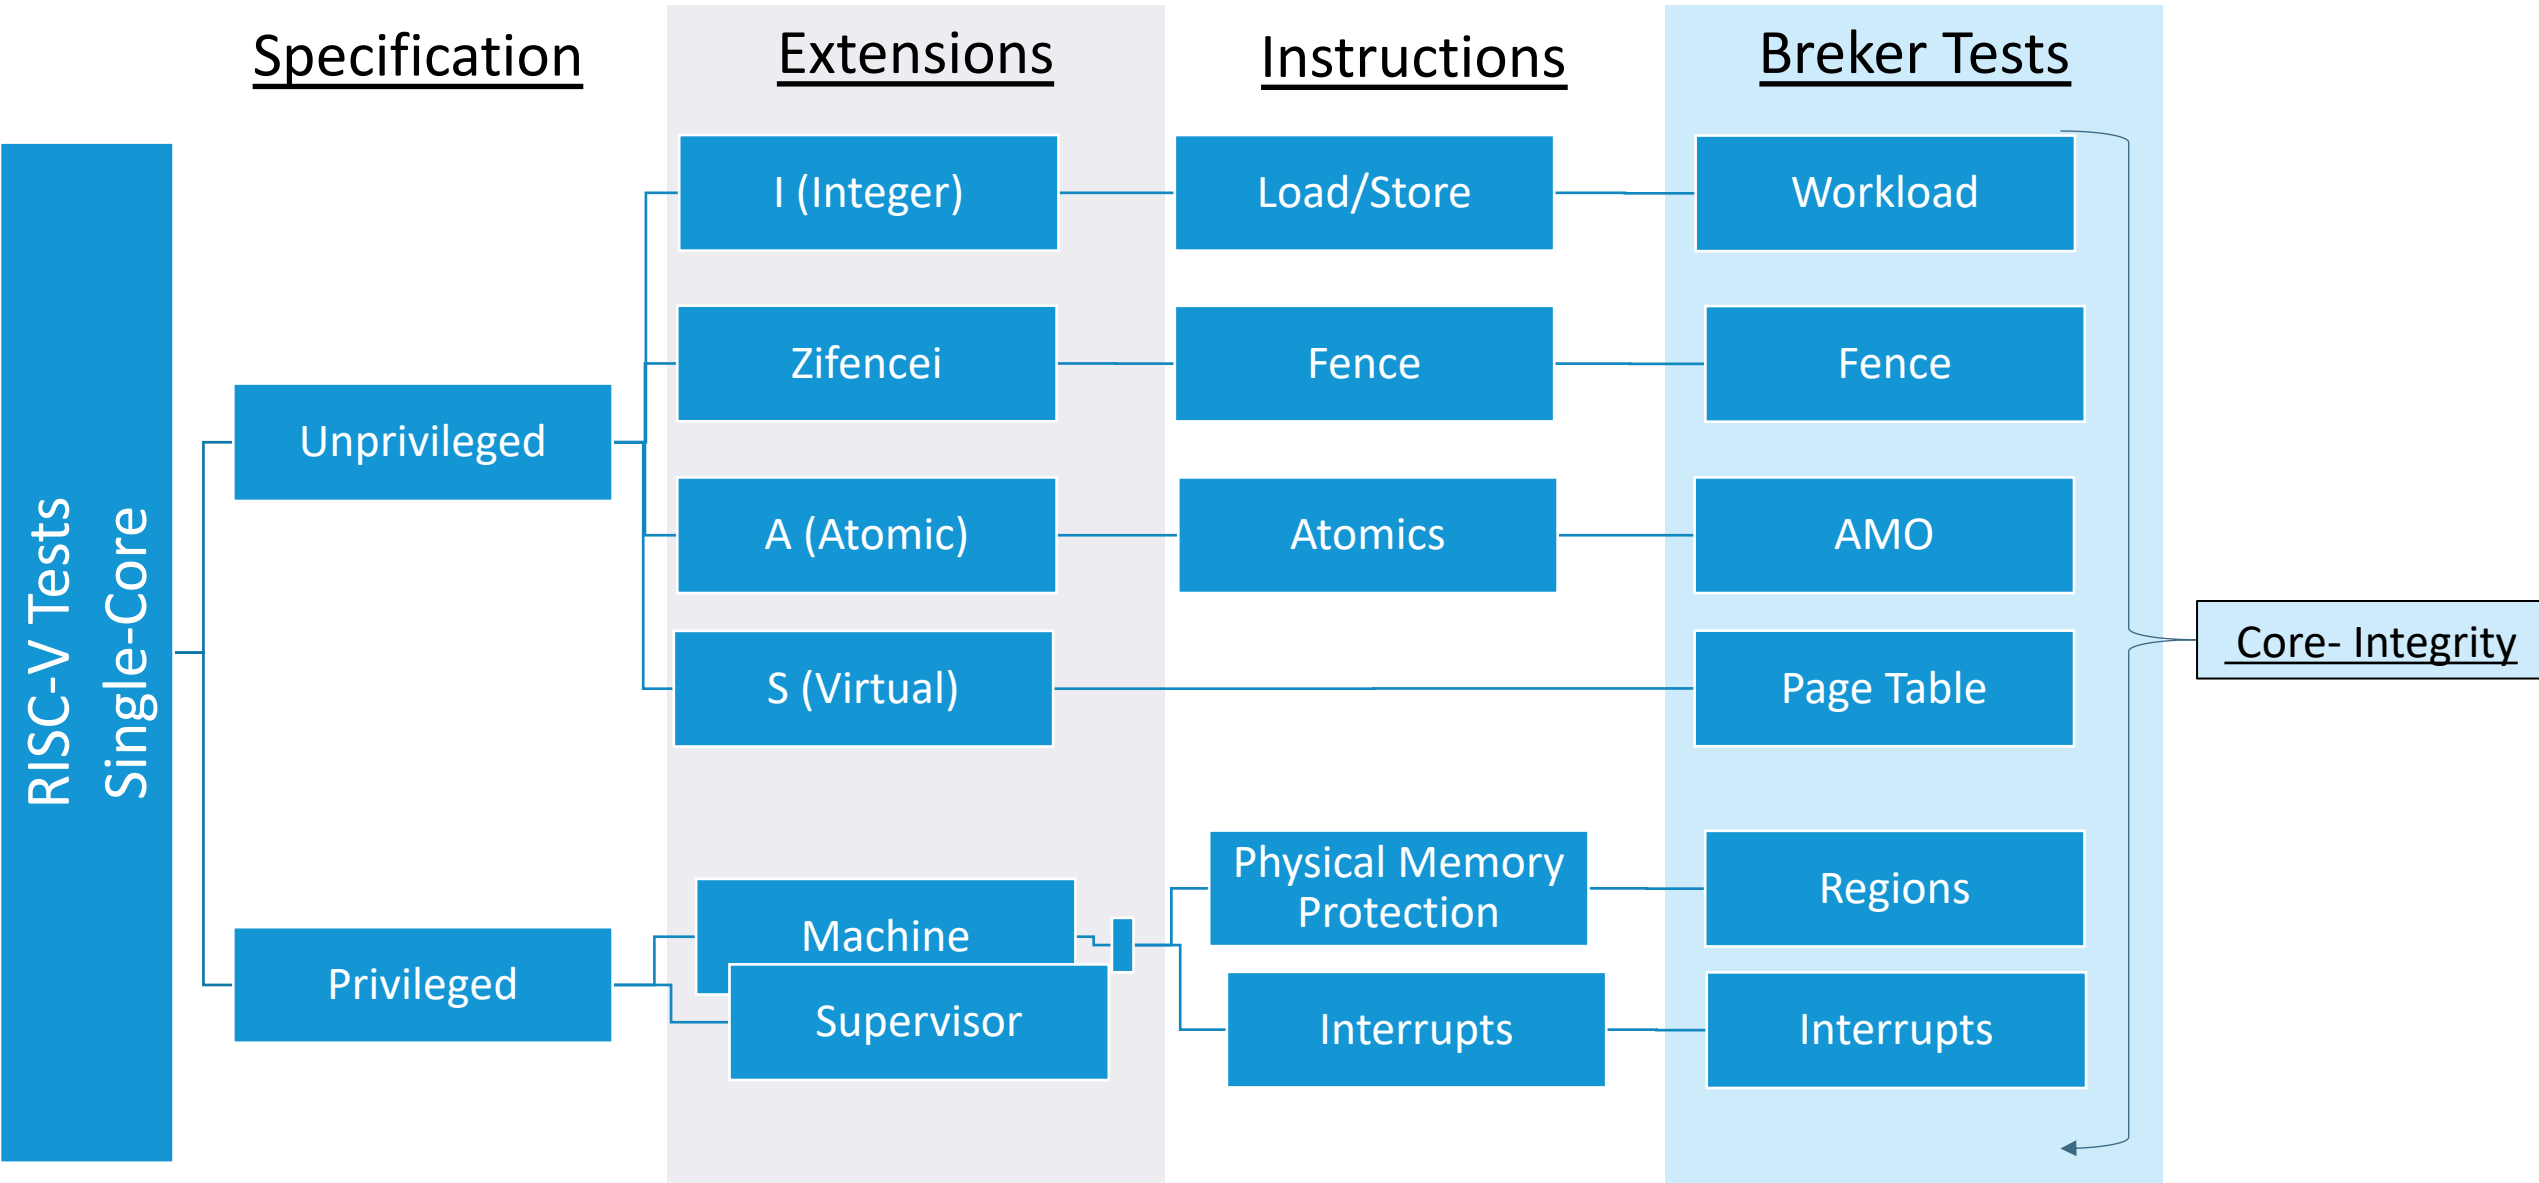 Specification
Extensions
Instructions
Breker Tests
RISC-V Tests
Single-Core
Unprivileged
Privileged
I (Integer)
Load/Store
Workload
Zifencei
Fence
Fence
A (Atomic)
Atomics
AMO
S (Virtual)
Page Table
Machine
Supervisor
Physical Memory
Protection
Regions
Interrupts
Interrupts
Core- Integrity